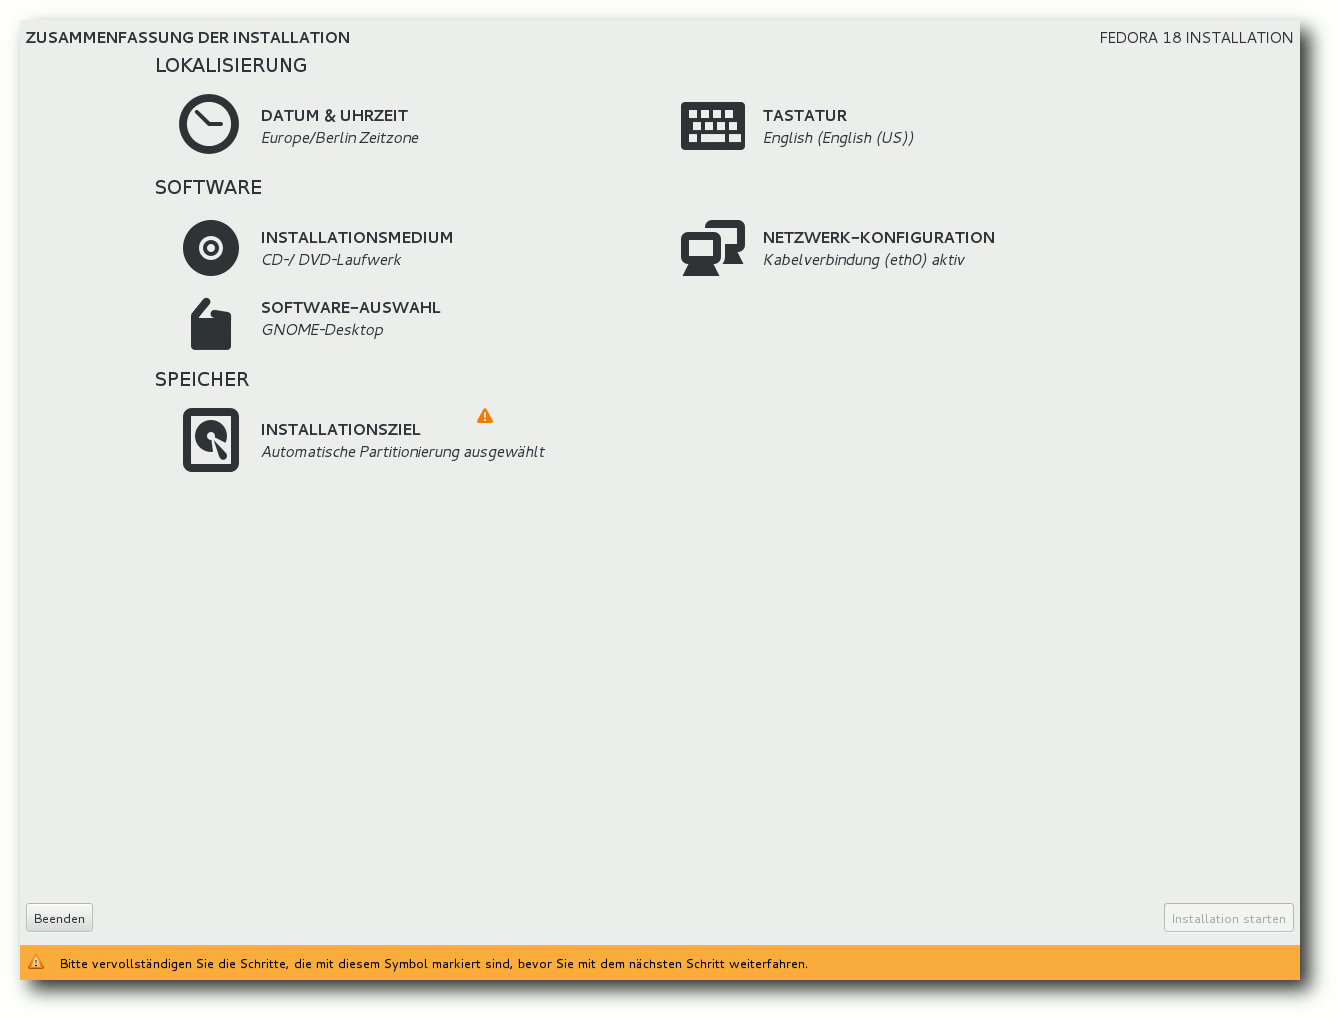 ZUSAMMENFASSUNG DER INSTALLATION
FEDORA 18 INSTALLATION
LOKALISIERUNG
DATUM & UHRZEIT
Europe/Berlin Zeitzone
TASTATUR
English (English (US))
SOFTWARE
INSTALLATIONSMEDIUM
CD-/ DVD-Laufwerk
NETZWERK-KONFIGURATION
Kabelverbindung (eth0) aktiv
SOFTWARE-AUSWAHL
GNOME-Desktop
SPEICHER
INSTALLATIONSZIEL
Automatische Partitionierung ausgewählt
Beenden
Installation starten
Bitte vervollständigen Sie die Schritte, die mit diesem Symbol markiert sind, bevor Sie mit dem nächsten Schritt weiterfahren.